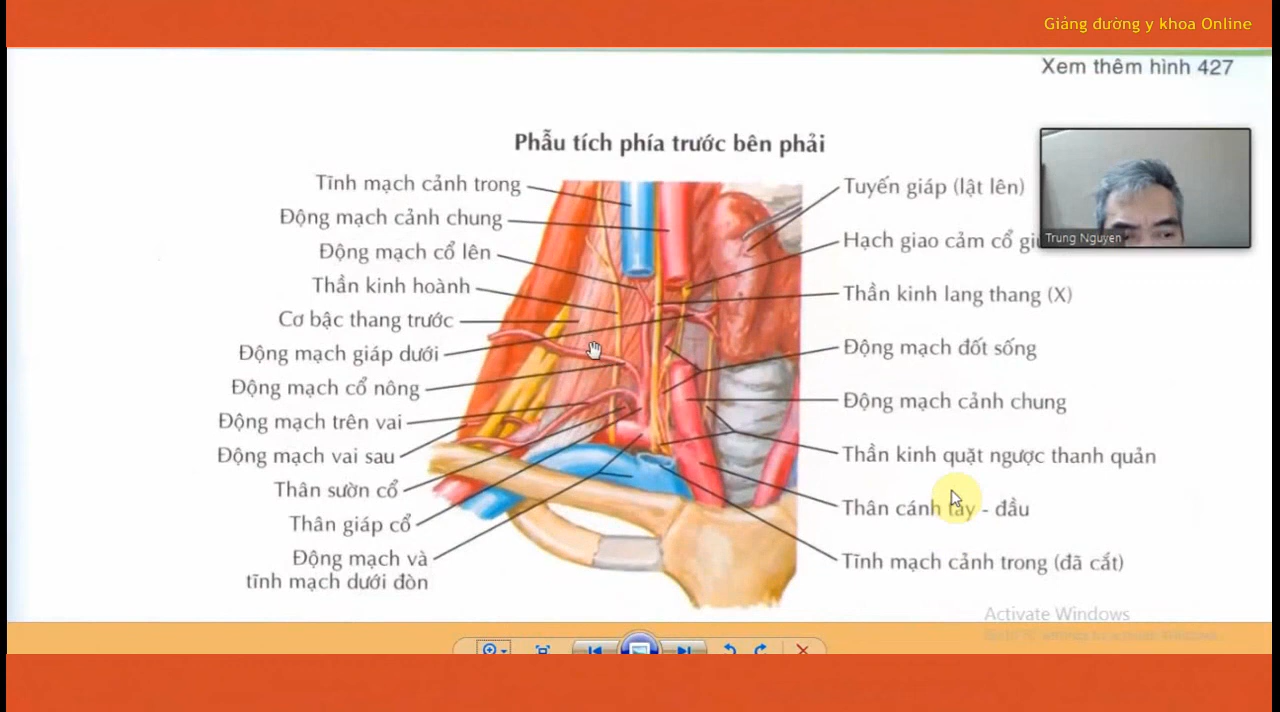 Giảng đường y khoa Online
Xem thêm hình 427
Phẫu tích phía trước bên phải
Tĩnh mạch cảnh trong
Động mạch cảnh chung
Động mạch cổ lên
Thần kinh hoành
Cơ bậc thang trước
Động mạch giáp dưới
Động mạch cổ nông
Động mạch trên vai
Động mạch vai sau
Thân sườn cổ
Thân giáp cổ
Động mạch và
tĩnh mạch dưới đòn
Tuyến giáp (lật lên)
Hạch giao cảm cổ
Thần kinh lang thang (X)
Động mạch đốt sống
Động mạch cảnh chung
Thần kinh quặt ngược thanh quản
Thân cánh tay - đầu
Tĩnh mạch cảnh trong (đã cắt)
Trung Nguyen
Activate Windows